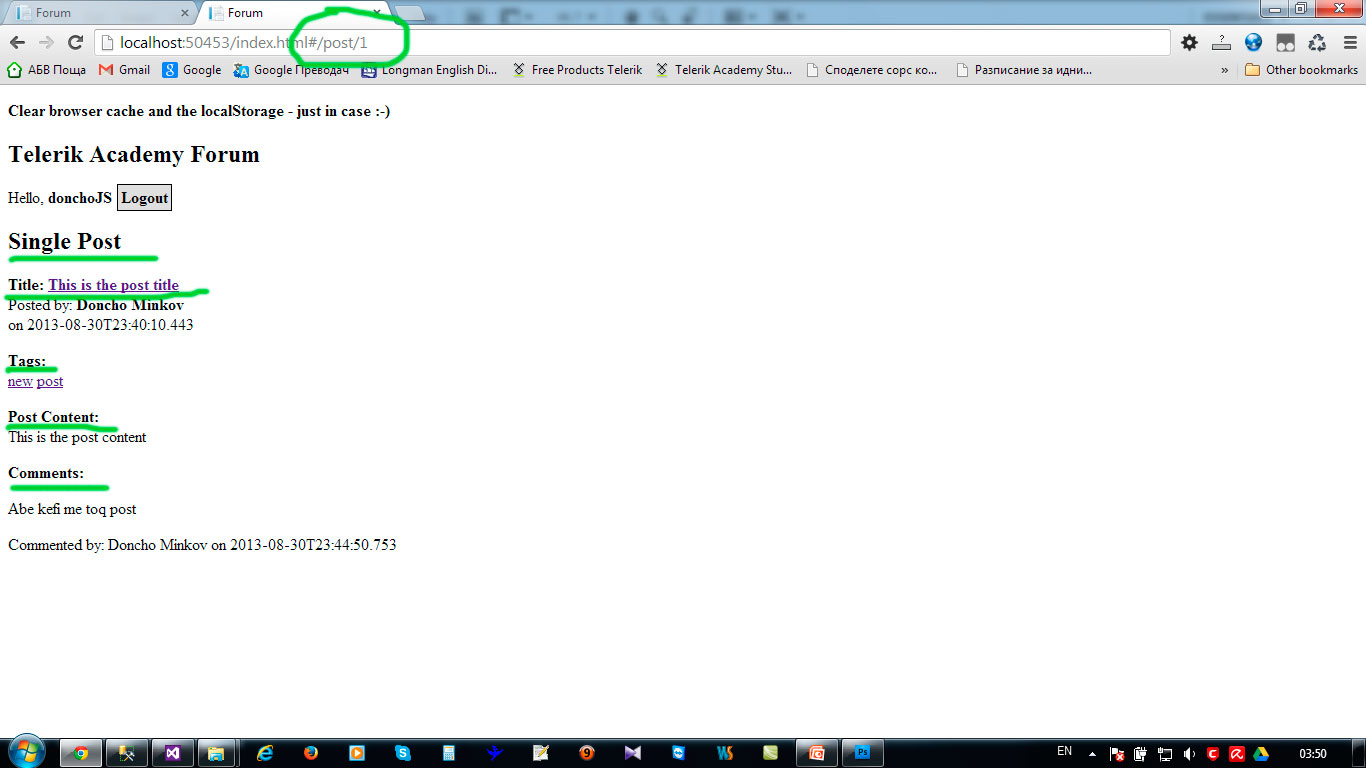 Forum
Forum
localhost:50453/index.html#/post/1
АБВ Поща Gmail Google Google Преводач Longman English Di... Free Products Telerik Telerik Academy Stu... Споделете сорс ко... Разписание за идни... » Other bookmarks
Clear browser cache and the localStorage - just in case :-)
Telerik Academy Forum
Hello, donchoJS Logout
Single Post
Title: This is the post title
Posted by: Doncho Minkov
on 2013-08-30T23:40:10.443
Tags:
new post
Post Content:
This is the post content
Comments:
Abe kefi me toq post
Commented by: Doncho Minkov on 2013-08-30T23:44:50.753
EN 03:50